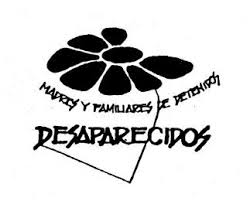 MADRES Y FAMILIARES DE DETENIDOS
DESAPARECIDOS